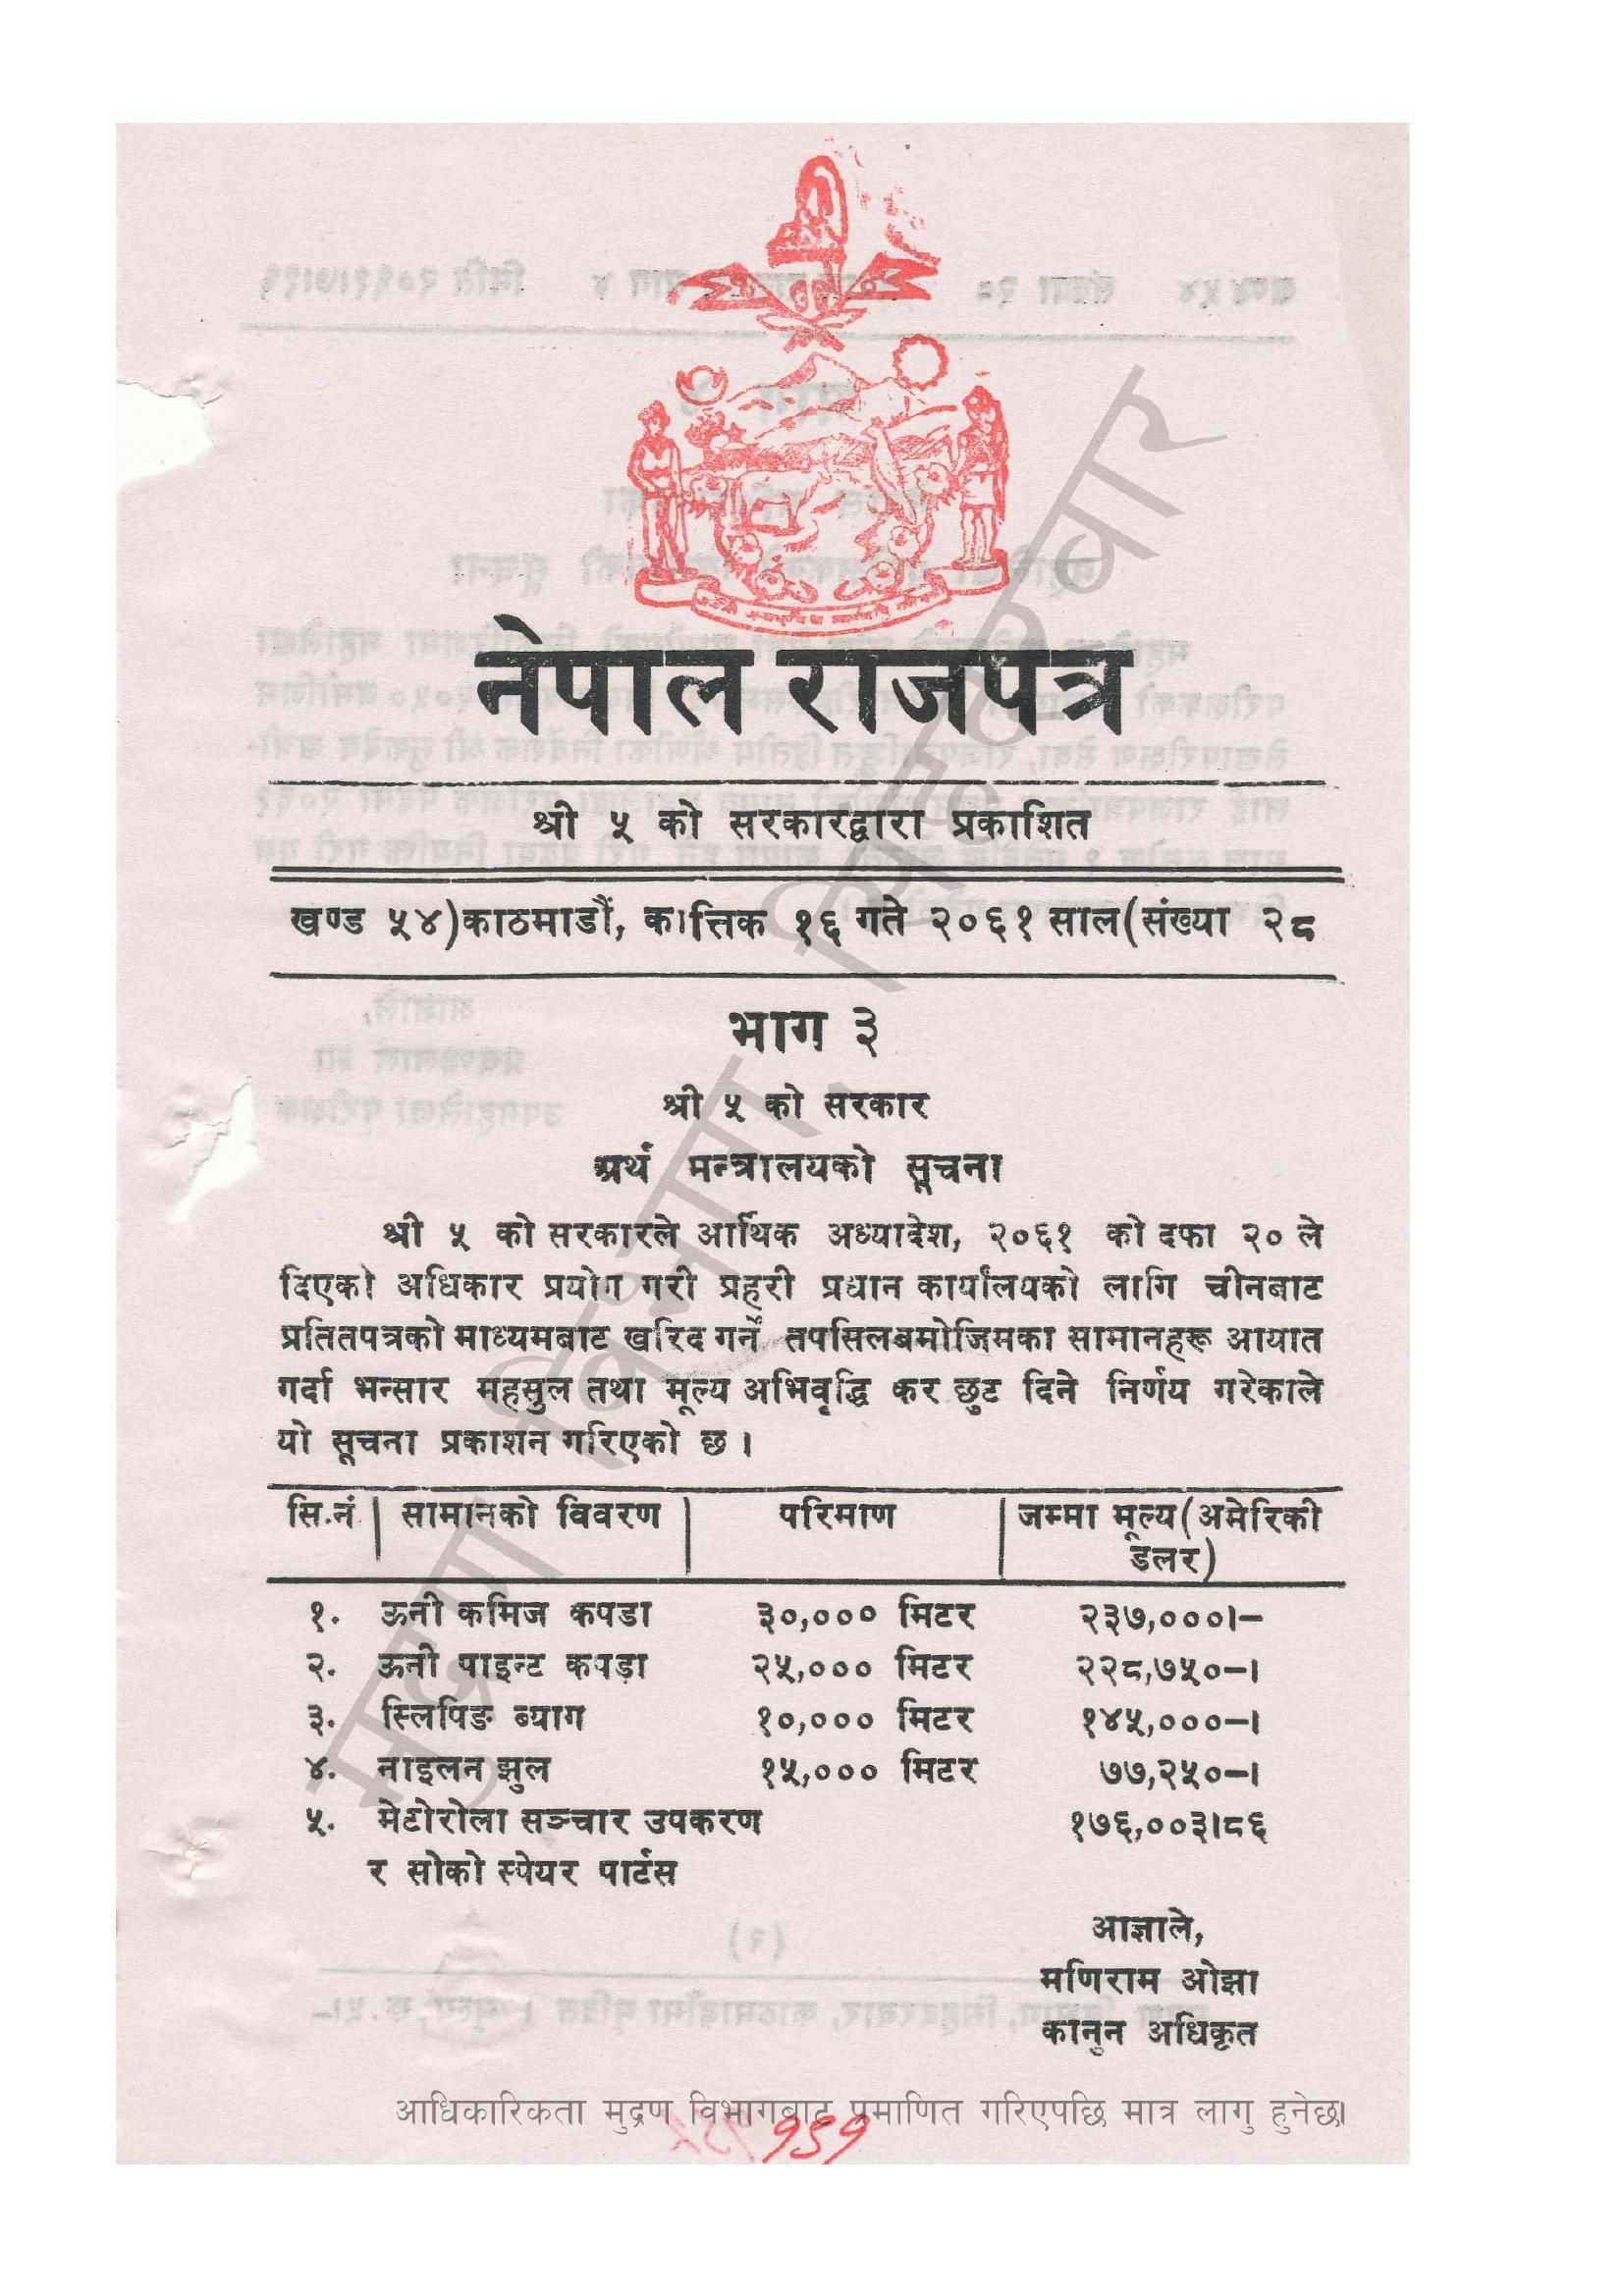 नेपाल राजपत्र
श्री ५ को सरकारद्वारा प्रकाशित
खण्ड ५४)काठमाडौं, कात्तिक १६ गते २०६१ साल(संख्या २८
भाग ३
श्री ५ को सरकार
अर्थ मन्त्रालयको सूचना
श्री ५ को सरकारले आर्थिक अध्यादेश, २०६१ को दफा २० ले
दिएको अधिकार प्रयोग गरी प्रहरी प्रधान कार्यालयको लागि चीनबाट
प्रतितपत्रको माध्यमबाट खरिद गर्ने तपसिलबमोजिमका सामानहरू आयात
गर्दा भन्सार महसुल तथा मूल्य अभिवृद्धि कर छुट दिने निर्णय गरेकाले
यो सूचना प्रकाशन गरिएको छ ।
सि.नं सामानको विवरण परिमाण जम्मा मूल्य(अमेरिकी
डलर)
१. ऊनी कमिज कपडा ३०,००० मिटर २३७,०००।–
२. ऊनी पाइन्ट कपड़ा २५,००० मिटर २२८,७५०–।
३. स्लिपिङ ब्याग १०,००० मिटर १४५,०००–।
४. नाइलन झुल १५,००० मिटर ७७,२५०–।
५. मेटोरोला सञ्चार उपकरण १७६,००३।८६
र सोको स्पेयर पार्टस
आज्ञाले,
मणिराम ओझा
कानुन अधिकृत
मुद्रण विभाग, सिंहदरबार
आधिकारिकता मुद्रण विभागबाट प्रमाणित गरिएपछि मात्र लागु हुनेछ।